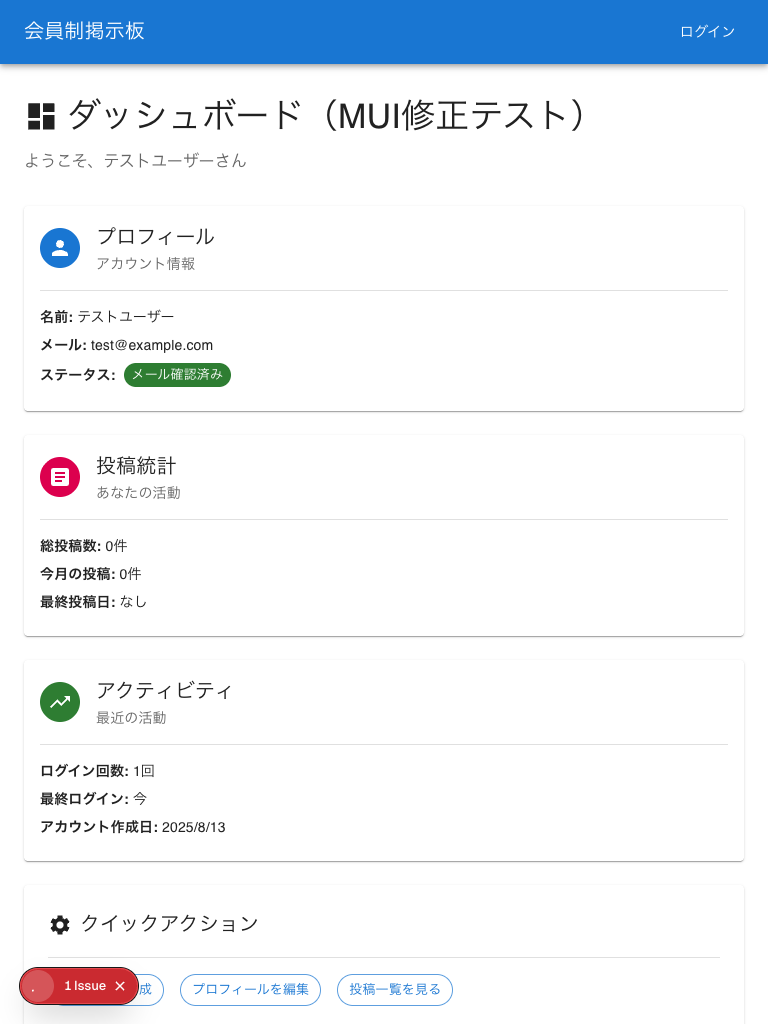 会員制掲示板
ログイン
ダッシュボード（MUI修正テスト）
ようこそ、テストユーザーさん
プロフィール
アカウント情報
名前: テストユーザー
メール: test@example.com
ステータス: メール確認済み
投稿統計
あなたの活動
総投稿数: 0件
今月の投稿: 0件
最終投稿日: なし
アクティビティ
最近の活動
ログイン回数: 1回
最終ログイン: 今
アカウント作成日: 2025/8/13
クイックアクション
1 Issue
成
プロフィールを編集
投稿一覧を見る